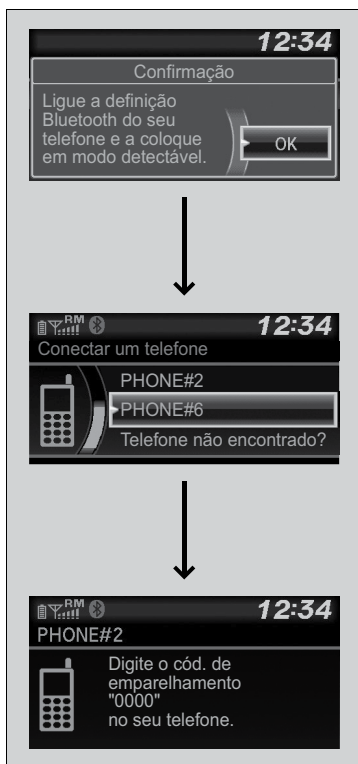 12:34
Confirmação
Ligue a definição
Bluetooth do seu
telefone e a coloque
em modo detectável.
OK
RM
12:34
Conectar um telefone
PHONE#2
PHONE#6
Telefone não encontrado?
RM
12:34
PHONE#2
Digite o cód. de
emparelhamento
"0000"
no seu telefone.